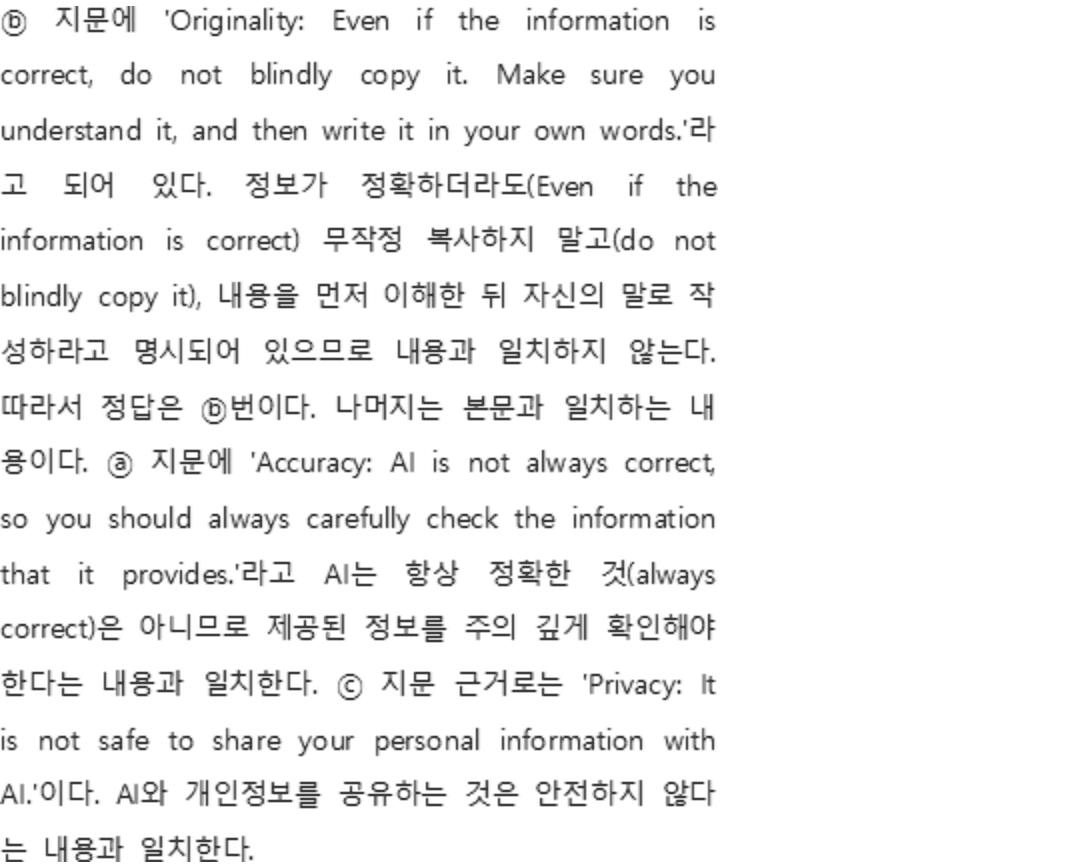 ⓑ 지문에 'Originality: Even if the information is
correct, do not blindly copy it. Make sure you
understand it, and then write it in your own words.'라
고 되어 있다. 정보가 정확하더라도(Even if the
information is correct) 무작정 복사하지 말고(do not
blindly copy it), 내용을 먼저 이해한 뒤 자신의 말로 작
성하라고 명시되어 있으므로 내용과 일치하지 않는다.
따라서 정답은 ⓑ번이다. 나머지는 본문과 일치하는 내
용이다. ⓐ 지문에 'Accuracy: AI is not always correct,
so you should always carefully check the information
that it provides.'라고 AI는 항상 정확한 것(always
correct)은 아니므로 제공된 정보를 주의 깊게 확인해야
한다는 내용과 일치한다. ⓒ 지문 근거로는 'Privacy: It
is not safe to share your personal information with
AI.'이다. AI와 개인정보를 공유하는 것은 안전하지 않다
는 내용과 일치한다.